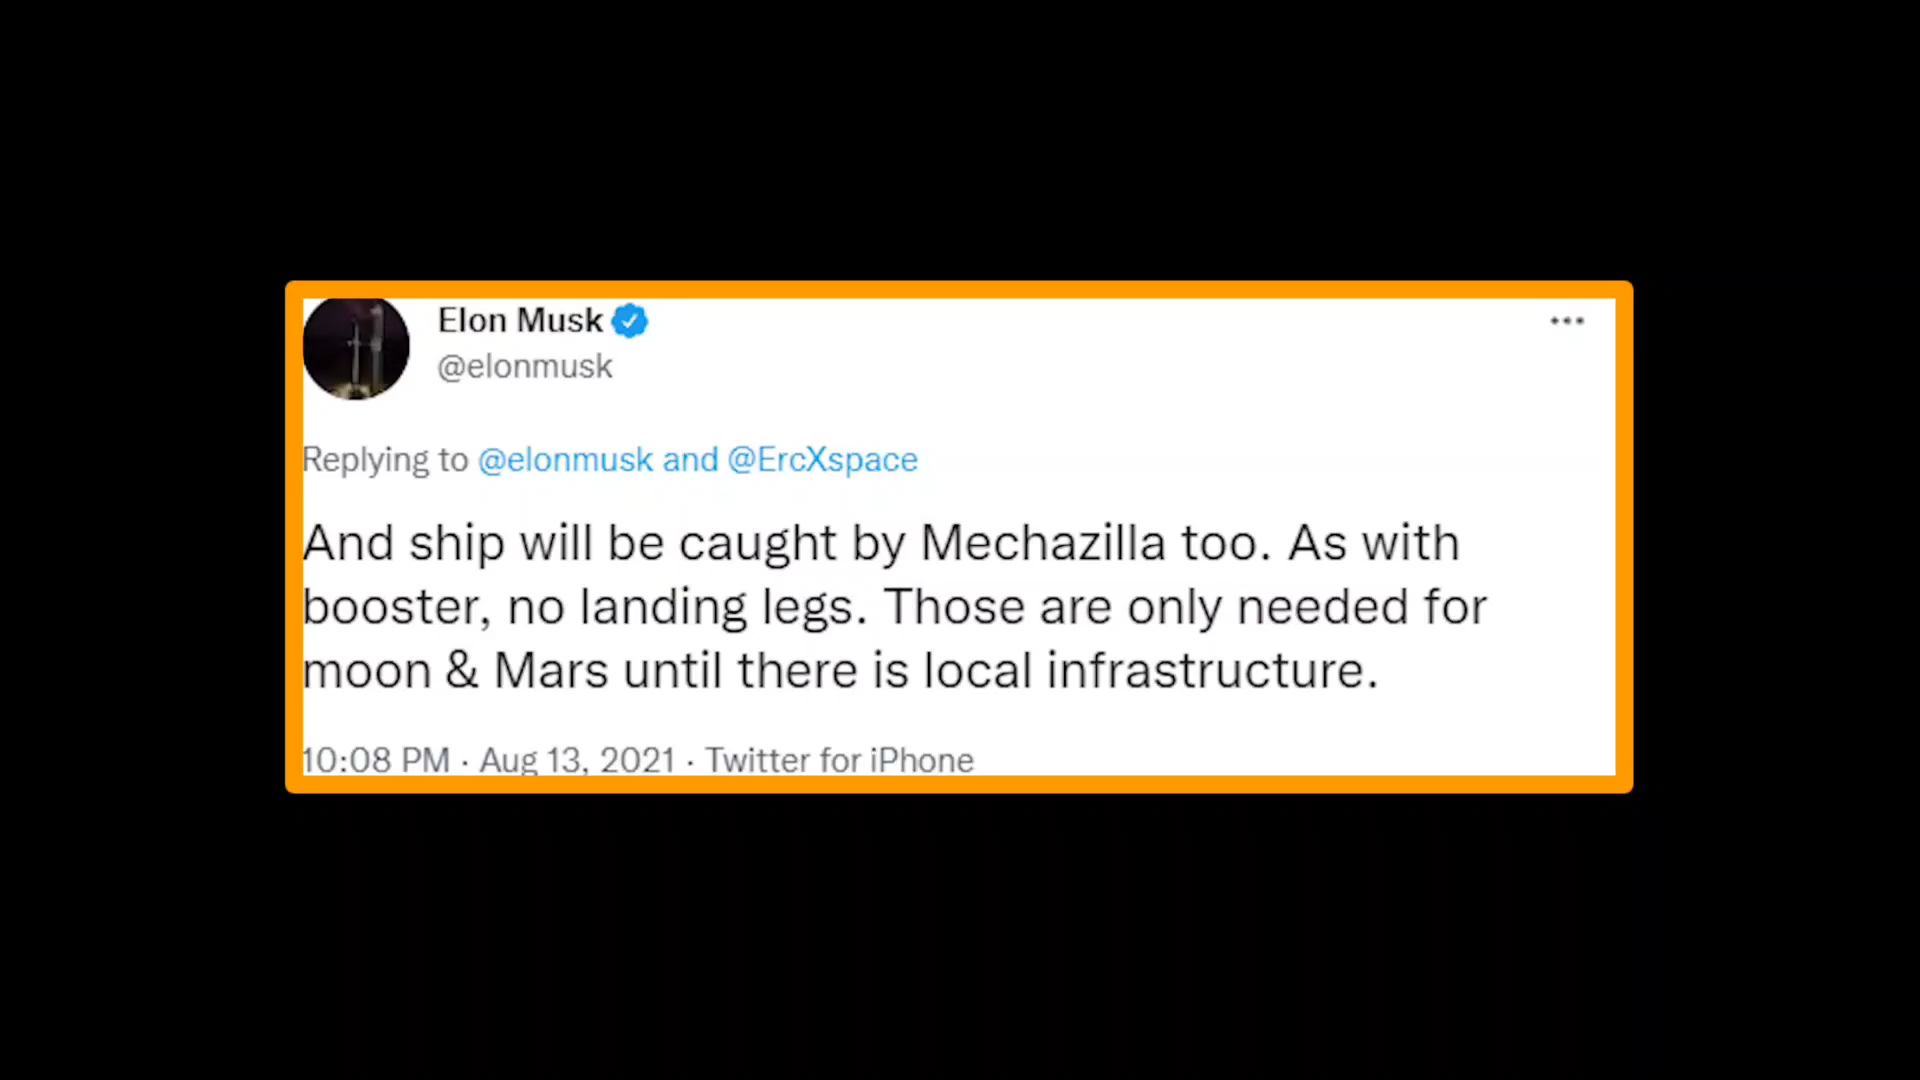 Elon Musk
@elonmusk
Replying to @elonmusk and @ErcXspace
And ship will be caught by Mechazilla too. As with
booster, no landing legs. Those are only needed for
moon & Mars until there is local infrastructure.
10:08 PM · Aug 13, 2021 · Twitter for iPhone